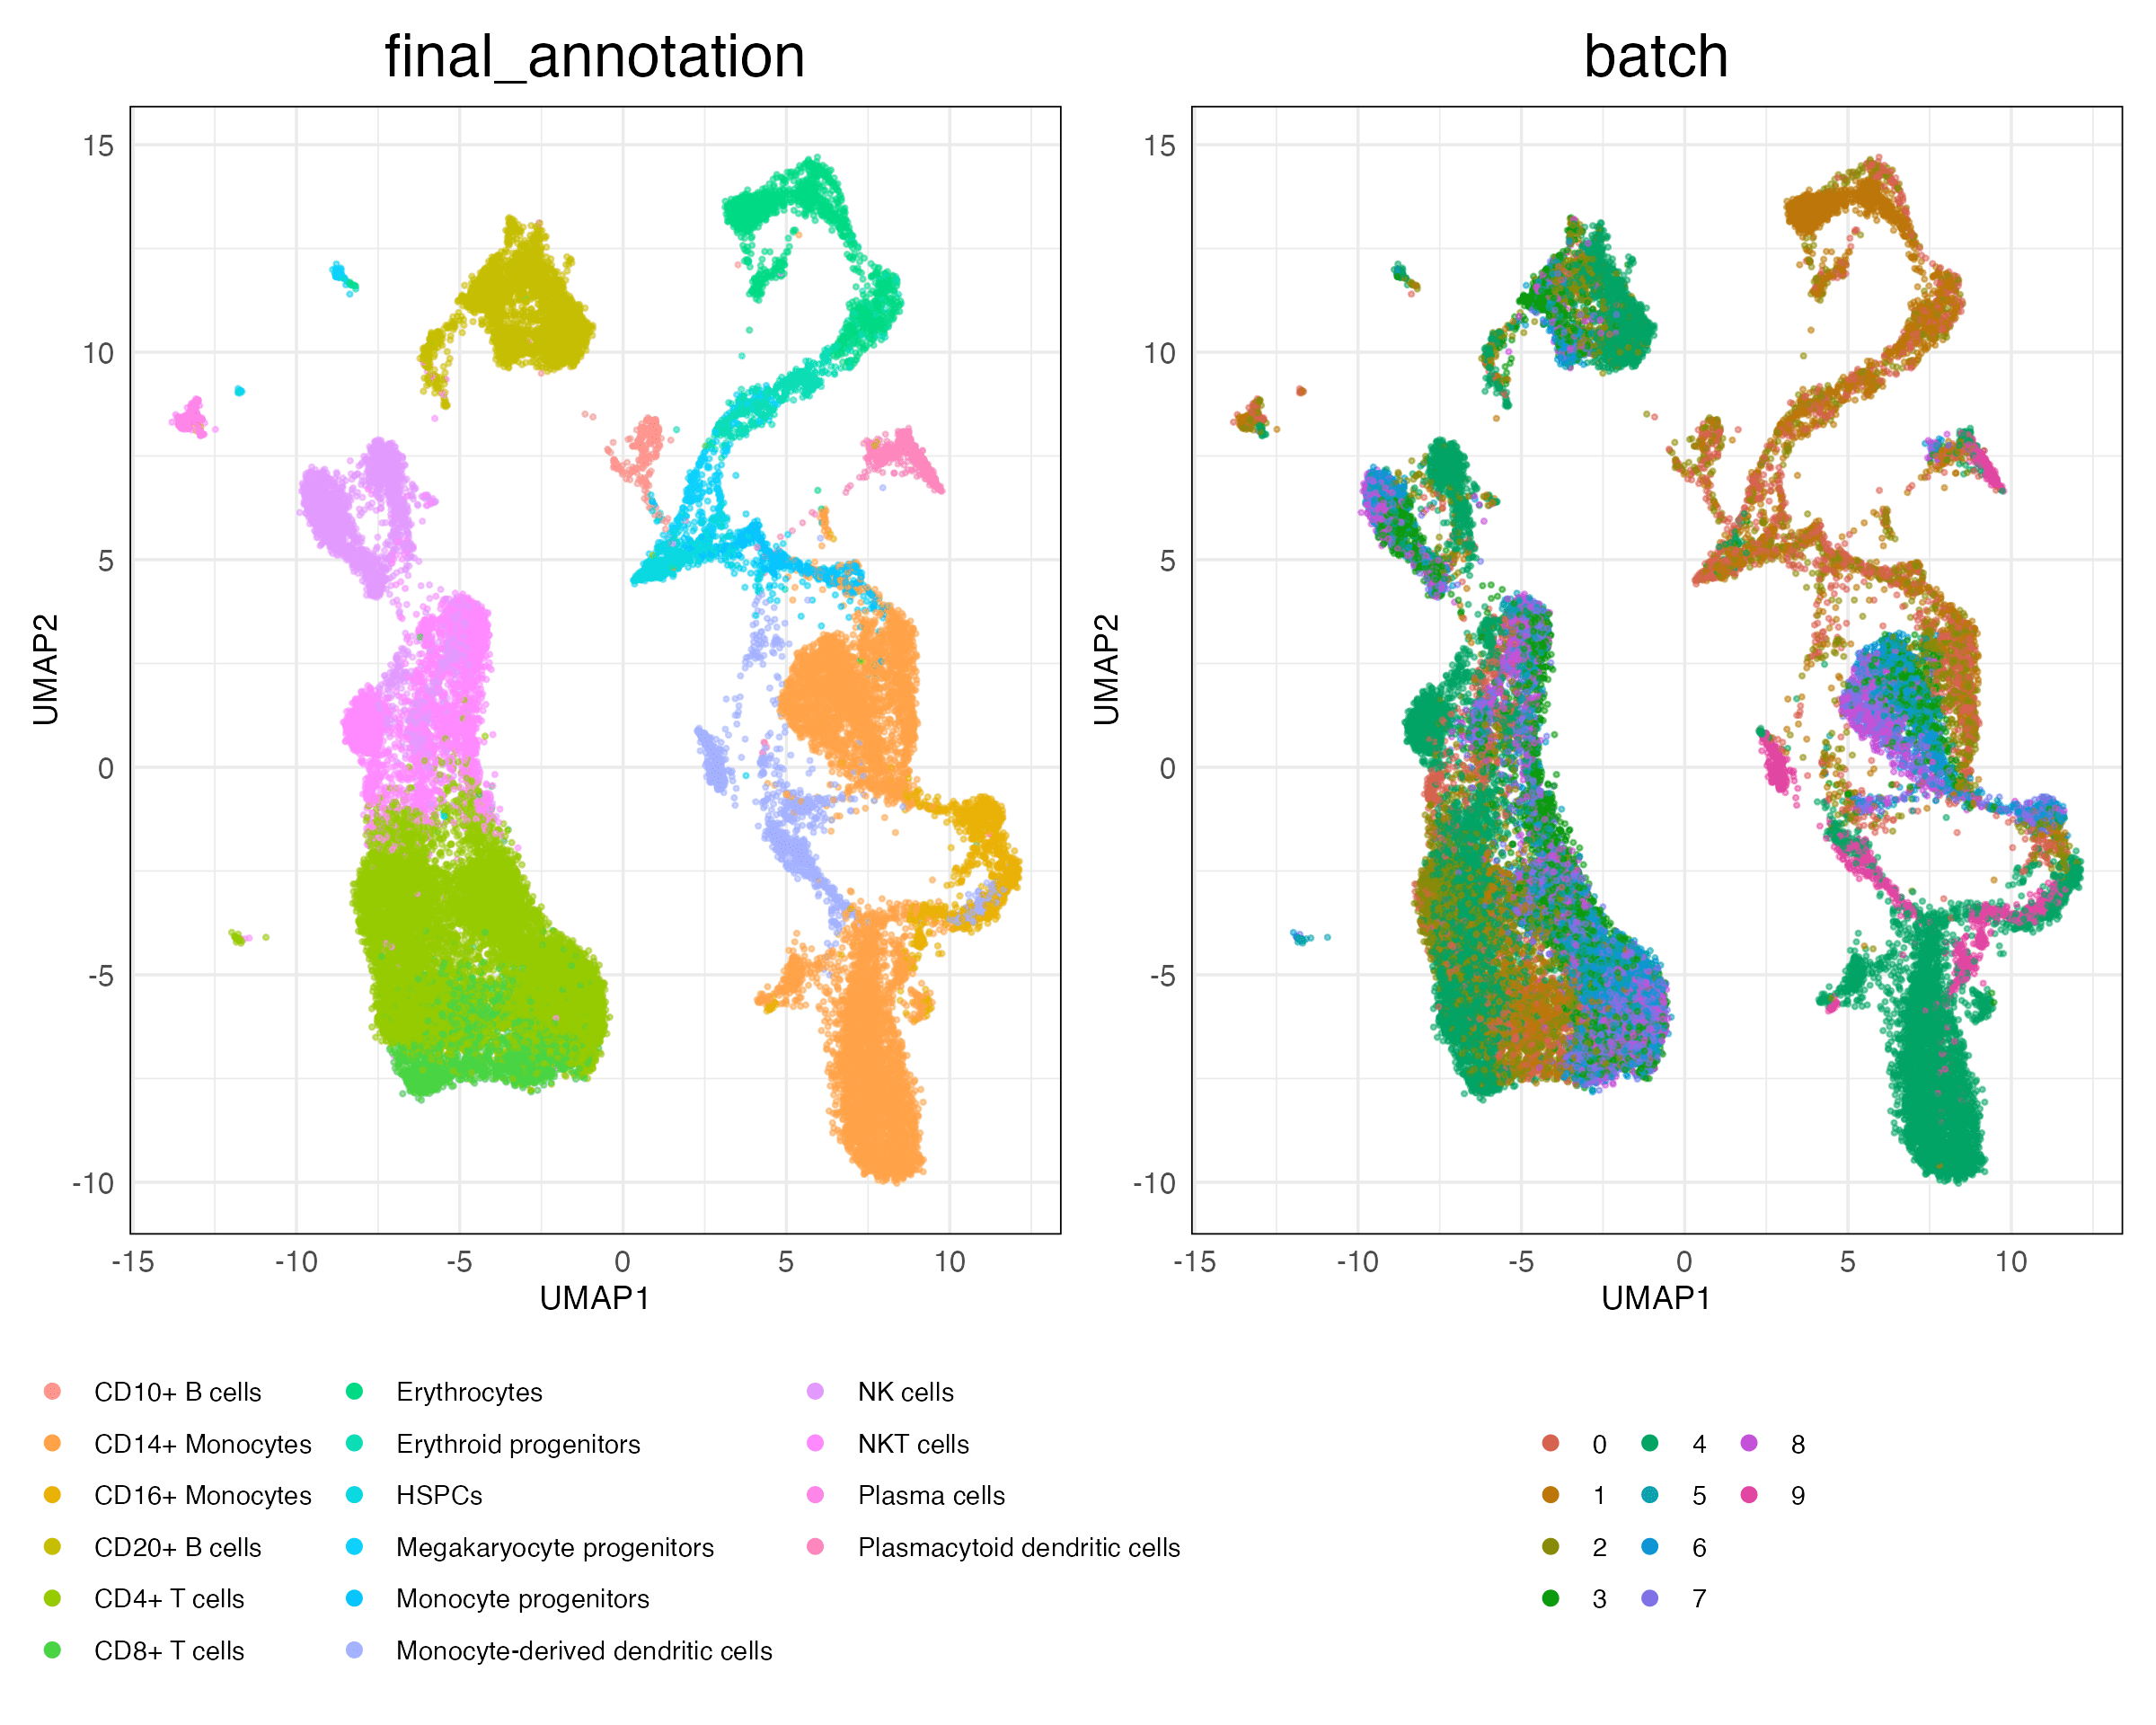 final_annotation
batch
15
10
5
0
-5
-10
-15
-10
-5
0
5
10
UMAP1
UMAP2
15
10
5
0
-5
-10
-15
-10
-5
0
5
10
UMAP1
UMAP2
CD10+ B cells
CD14+ Monocytes
CD16+ Monocytes
CD20+ B cells
CD4+ T cells
CD8+ T cells
Erythrocytes
Erythroid progenitors
HSPCs
Megakaryocyte progenitors
Monocyte progenitors
Monocyte-derived dendritic cells
NK cells
NKT cells
Plasma cells
Plasmacytoid dendritic cells
0
1
2
3
4
5
6
7
8
9